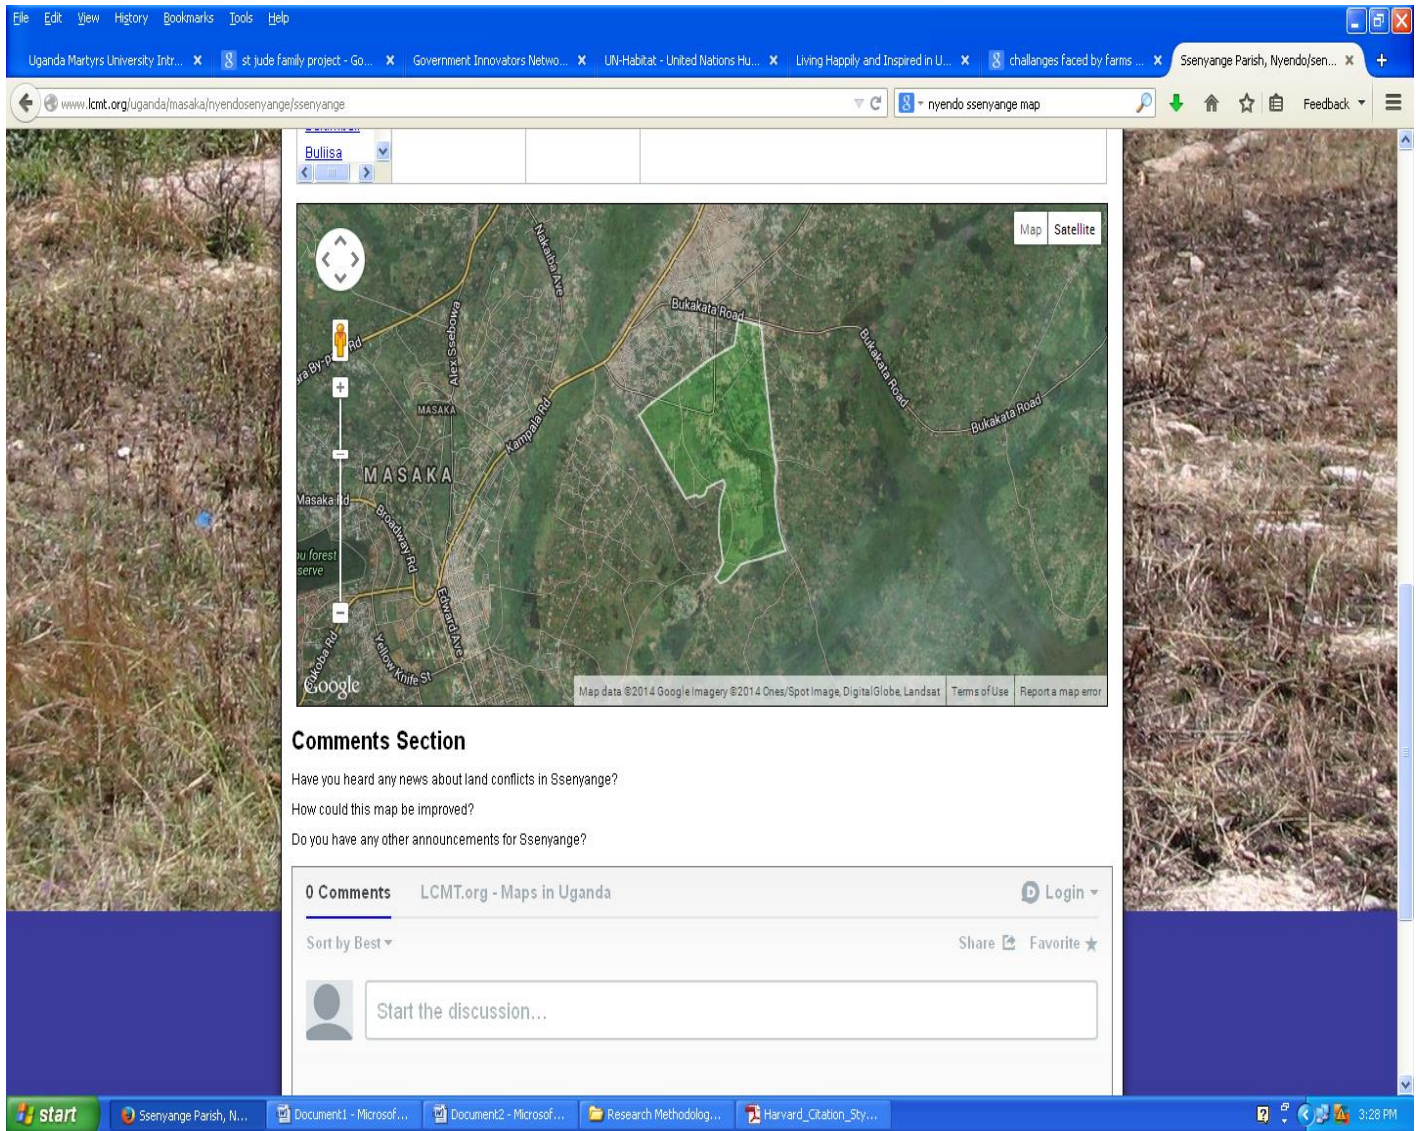 File Edit View History Bookmarks Tools Help
Uganda Martyrs University Intr... st jude family project - Go... Government Innovators Netwo... UN-Habitat - United Nations Hu... Living Happily and Inspired in U... challanges faced by farms ... Ssenyange Parish, Nyendo/sen...
www.lcmt.org/uganda/masaka/nyendosenyange/ssenyange nyendo ssenyange map Feedback
Buliisa
Map Satellite
Nakaiba Ave
Bukakata Road
Alex Ssebowa
Bukakata Road
MASAKA
Kampala Rd
Bukakata Road
MASAKA
Masaka Rd
Broadway Rd
ou forest
serve
Edward Ave
Bukoba Rd
Yellow Knife St
Google
Map data ©2014 Google Imagery ©2014 Cnes/Spot Image, DigitalGlobe, Landsat Terms of Use Report a map error
Comments Section
Have you heard any news about land conflicts in Ssenyange?
How could this map be improved?
Do you have any other announcements for Ssenyange?
0 Comments LCMT.org - Maps in Uganda Login
Sort by Best Share Favorite
Start the discussion...
start Ssenyange Parish, N... Document1 - Microsof... Document2 - Microsof... Research Methodolog... Harvard_Citation_Sty... 3:28 PM